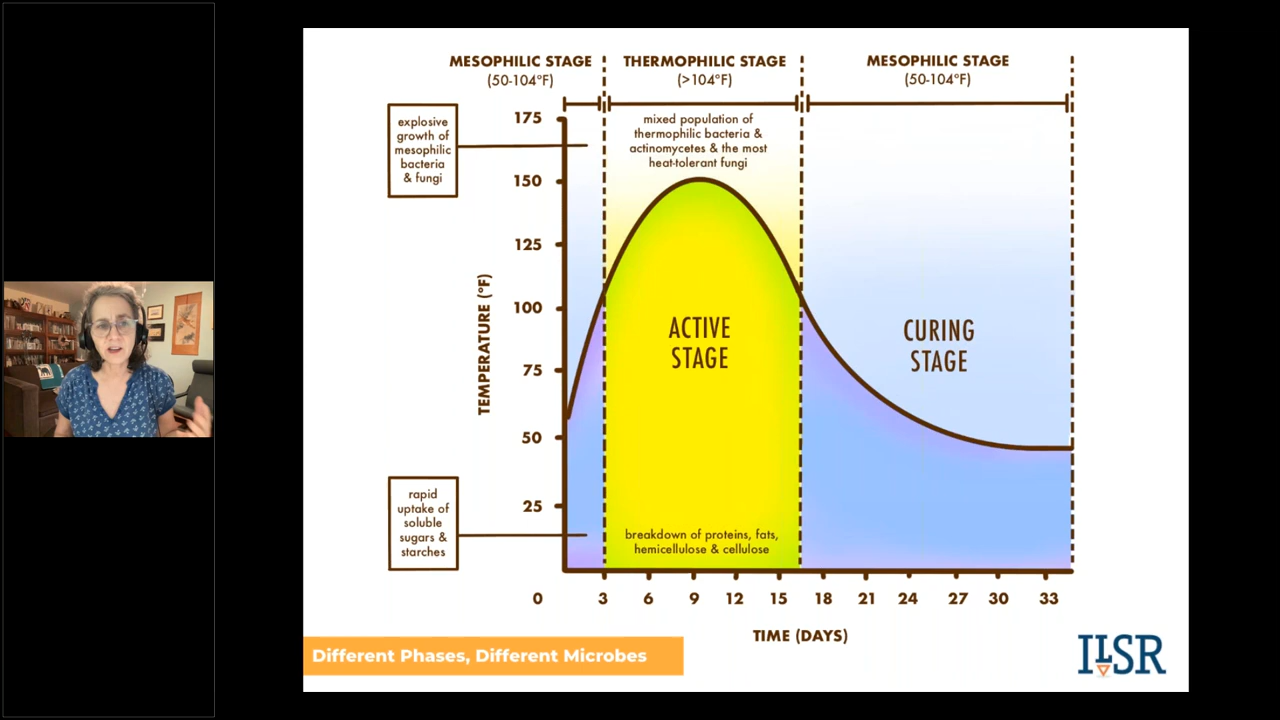 MESOPHILIC STAGE
(50-104°F)
THERMOPHILIC STAGE
(>104°F)
MESOPHILIC STAGE
(50-104°F)
explosive
growth of
mesophilic
bacteria
& fungi
mixed population of
thermophilic bacteria &
actinomycetes & the most
heat-tolerant fungi
175
150
125
100
75
50
25
TEMPERATURE (°F)
ACTIVE
STAGE
CURING
STAGE
rapid
uptake of
soluble
sugars &
starches
breakdown of proteins, fats,
hemicellulose & cellulose
0 3 6 9 12 15 18 21 24 27 30 33
TIME (DAYS)
Different Phases, Different Microbes
ILSR